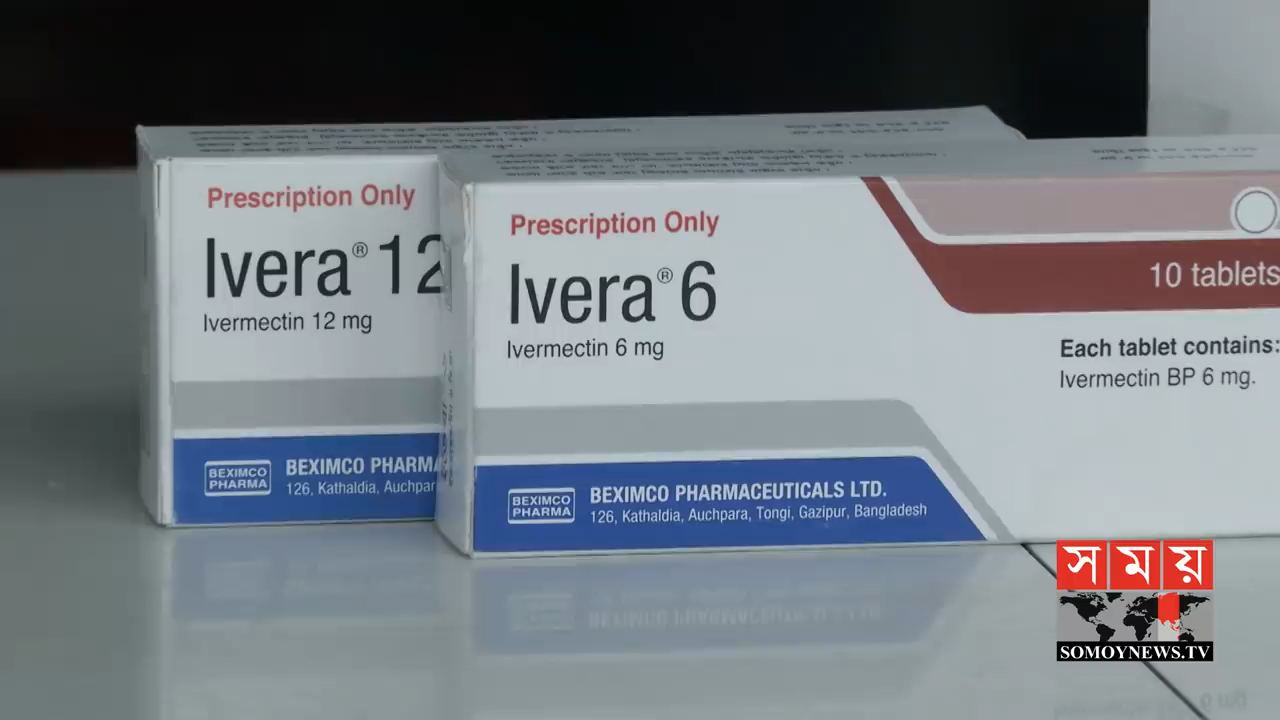 Prescription Only
Ivera® 12
Ivermectin 12 mg
BEXIMCO
PHARMA
BEXIMCO PHARMA
126, Kathaldia, Auchpar
Prescription Only
Ivera® 6
Ivermectin 6 mg
10 tablets
Each tablet contains:
Ivermectin BP 6 mg.
BEXIMCO
PHARMA
BEXIMCO PHARMACEUTICALS LTD.
126, Kathaldia, Auchpara, Tongi, Gazipur, Bangladesh
সময়
SOMOYNEWS.TV